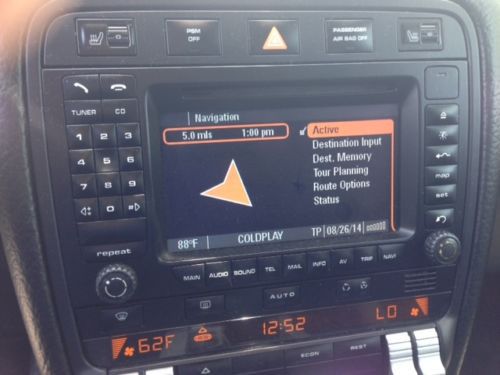 PSM OFF
PASSENGER AIR BAG OFF
TUNER CD
1 2 3
4 5 6
7 8 9
0
repeat
Navigation
5.0 mls 1:00 pm
Active
Destination Input
Dest. Memory
Tour Planning
Route Options
Status
88°F COLDPLAY TP 08/26/14
map
set
MAIN AUDIO SOUND TEL MAIL INFO AV TRIP NAVI
AUTO
62F 12:52 LO
ECON REST